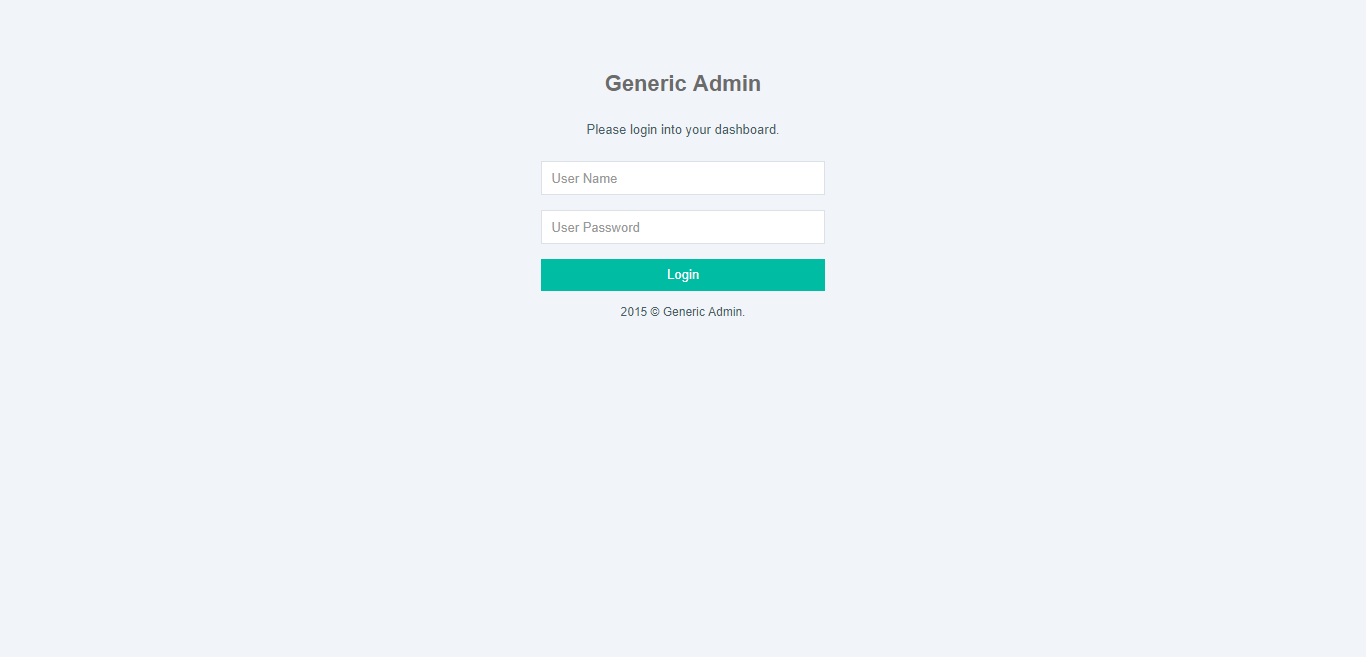 Generic Admin
Please login into your dashboard.
User Name
User Password
Login
2015 © Generic Admin.